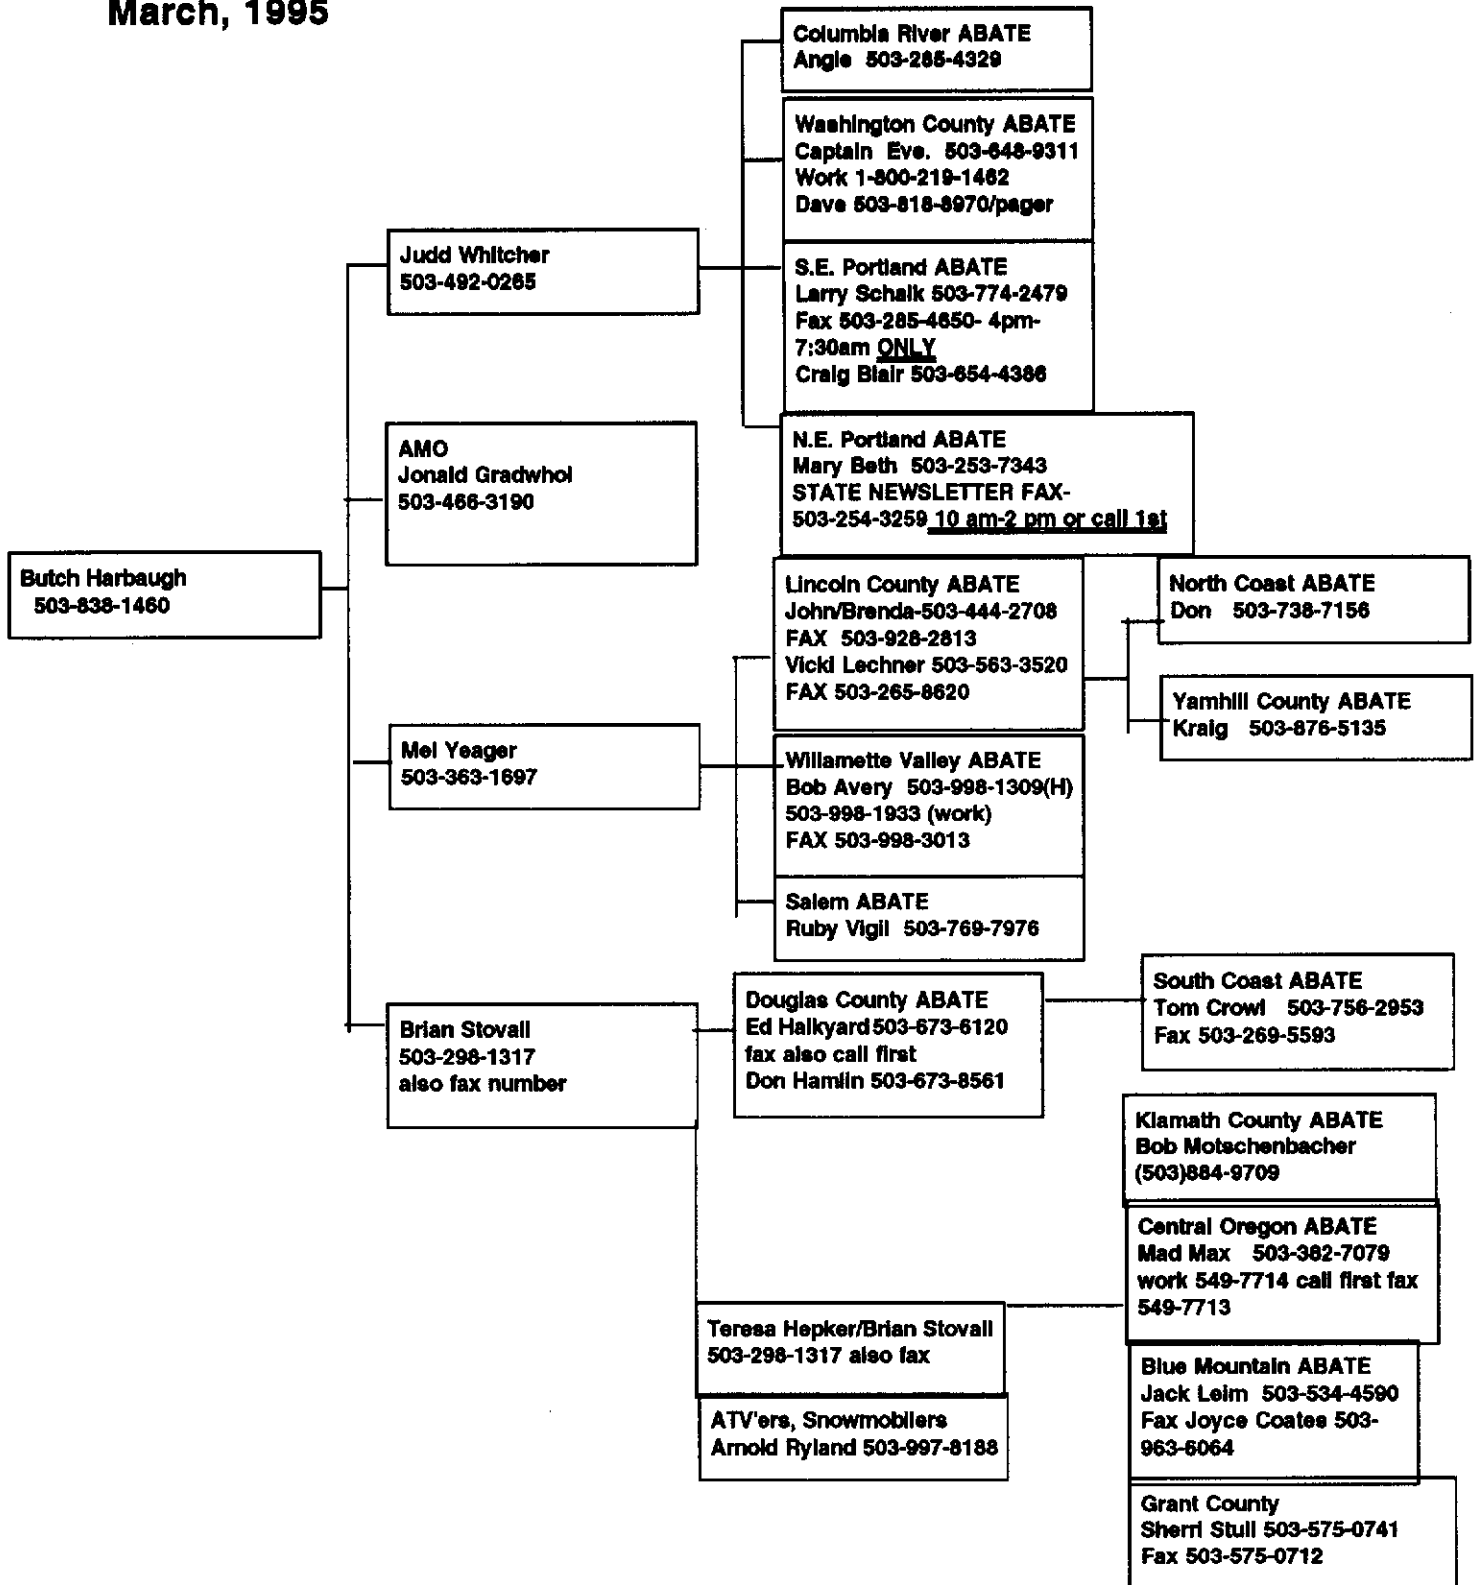 March, 1995
Columbia River ABATE
Angie 503-285-4329
Washington County ABATE
Captain Eve. 503-648-9311
Work 1-800-219-1462
Dave 503-818-8970/pager
Judd Whitcher
503-492-0265
S.E. Portland ABATE
Larry Schalk 503-774-2479
Fax 503-285-4650- 4pm-
7:30am ONLY
Craig Blair 503-654-4386
AMO
Jonald Gradwhol
503-466-3190
N.E. Portland ABATE
Mary Beth 503-253-7343
STATE NEWSLETTER FAX-
503-254-3259 10 am-2 pm or call 1st
Butch Harbaugh
503-838-1460
Lincoln County ABATE
John/Brenda-503-444-2708
FAX 503-928-2813
Vicki Lechner 503-563-3520
FAX 503-265-8620
North Coast ABATE
Don 503-738-7156
Yamhill County ABATE
Kraig 503-876-5135
Mel Yeager
503-363-1697
Willamette Valley ABATE
Bob Avery 503-998-1309(H)
503-998-1933 (work)
FAX 503-998-3013
Salem ABATE
Ruby Vigil 503-769-7976
Brian Stovall
503-298-1317
also fax number
Douglas County ABATE
Ed Halkyard 503-673-6120
fax also call first
Don Hamlin 503-673-8561
South Coast ABATE
Tom Crowl 503-756-2953
Fax 503-269-5593
Klamath County ABATE
Bob Motschenbacher
(503)884-9709
Central Oregon ABATE
Mad Max 503-382-7079
work 549-7714 call first fax
549-7713
Teresa Hepker/Brian Stovall
503-298-1317 also fax
Blue Mountain ABATE
Jack Leim 503-534-4590
Fax Joyce Coates 503-
963-6064
ATV'ers, Snowmobilers
Arnold Ryland 503-997-8188
Grant County
Sherri Stull 503-575-0741
Fax 503-575-0712